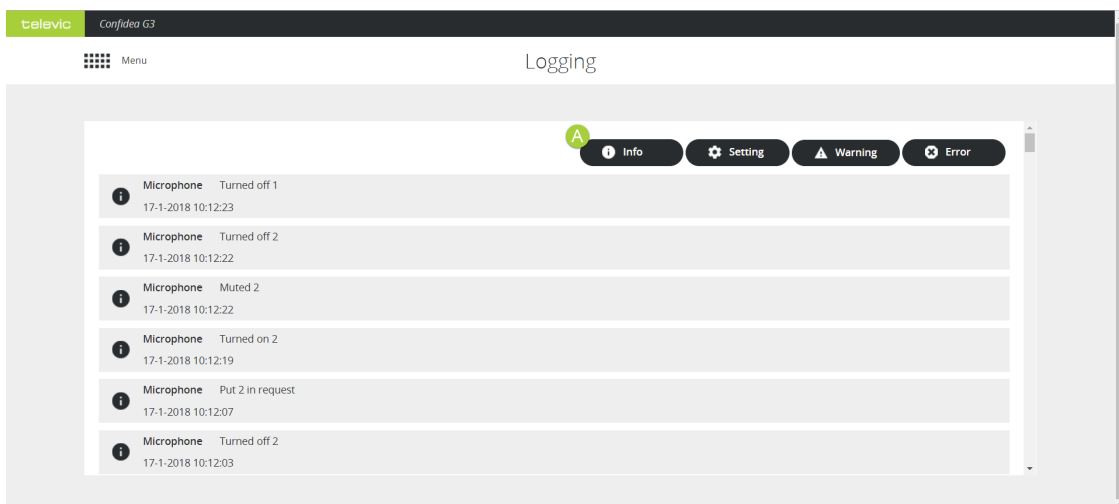 televic Confidea G3
Menu
Logging
A
Info Setting Warning Error
Microphone Turned off 1
17-1-2018 10:12:23
Microphone Turned off 2
17-1-2018 10:12:22
Microphone Muted 2
17-1-2018 10:12:22
Microphone Turned on 2
17-1-2018 10:12:19
Microphone Put 2 in request
17-1-2018 10:12:07
Microphone Turned off 2
17-1-2018 10:12:03